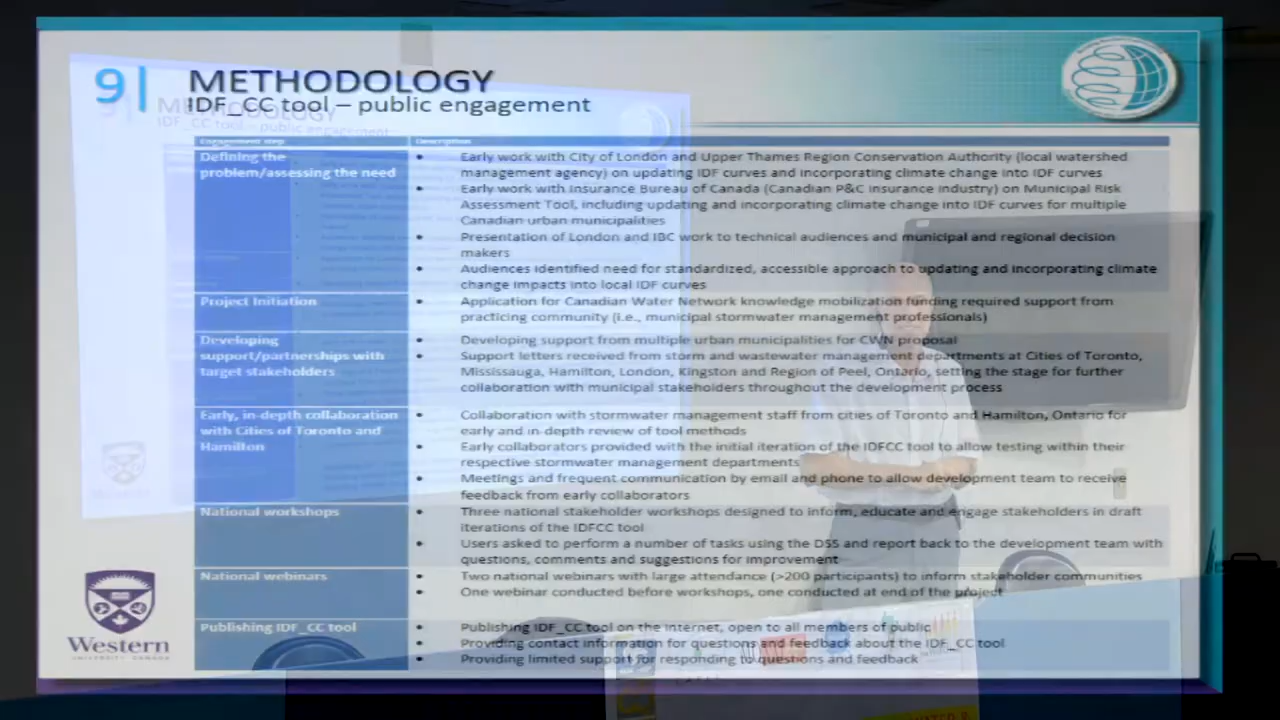 9| METHODOLOGY
IDF_CC tool – public engagement
Engagement step Description
Defining the
problem/assessing the need
• Early work with City of London and Upper Thames Region Conservation Authority (local watershed
management agency) on updating IDF curves and incorporating climate change into IDF curves
• Early work with Insurance Bureau of Canada (Canadian P&C insurance industry) on Municipal Risk
Assessment Tool, including updating and incorporating climate change into IDF curves for multiple
Canadian urban municipalities
• Presentation of London and IBC work to technical audiences and municipal and regional decision
makers
• Audiences identified need for standardized, accessible approach to updating and incorporating climate
change impacts into local IDF curves
Project Initiation
• Application for Canadian Water Network knowledge mobilization funding required support from
practicing community (i.e., municipal stormwater management professionals)
Developing
support/partnerships with
target stakeholders
• Developing support from multiple urban municipalities for CWN proposal
• Support letters received from storm and wastewater management departments at Cities of Toronto,
Mississauga, Hamilton, London, Kingston and Region of Peel, Ontario, setting the stage for further
collaboration with municipal stakeholders throughout the development process
Early, in-depth collaboration
with Cities of Toronto and
Hamilton
• Collaboration with stormwater management staff from cities of Toronto and Hamilton, Ontario for
early and in-depth review of tool methods
• Early collaborators provided with the initial iteration of the IDFCC tool to allow testing within their
respective stormwater management departments
• Meetings and frequent communication by email and phone to allow development team to receive
feedback from early collaborators
National workshops
• Three national stakeholder workshops designed to inform, educate and engage stakeholders in draft
iterations of the IDFCC tool
• Users asked to perform a number of tasks using the DSS and report back to the development team with
questions, comments and suggestions for improvement
National webinars
• Two national webinars with large attendance (>200 participants) to inform stakeholder communities
• One webinar conducted before workshops, one conducted at end of the project
Publishing IDF_CC tool
• Publishing IDF_CC tool on the internet, open to all members of public
• Providing contact information for questions and feedback about the IDF_CC tool
• Providing limited support for responding to questions and feedback
Western
UNIVERSITY · CANADA
METHODOLOGY
IDF_CC tool – public engagement